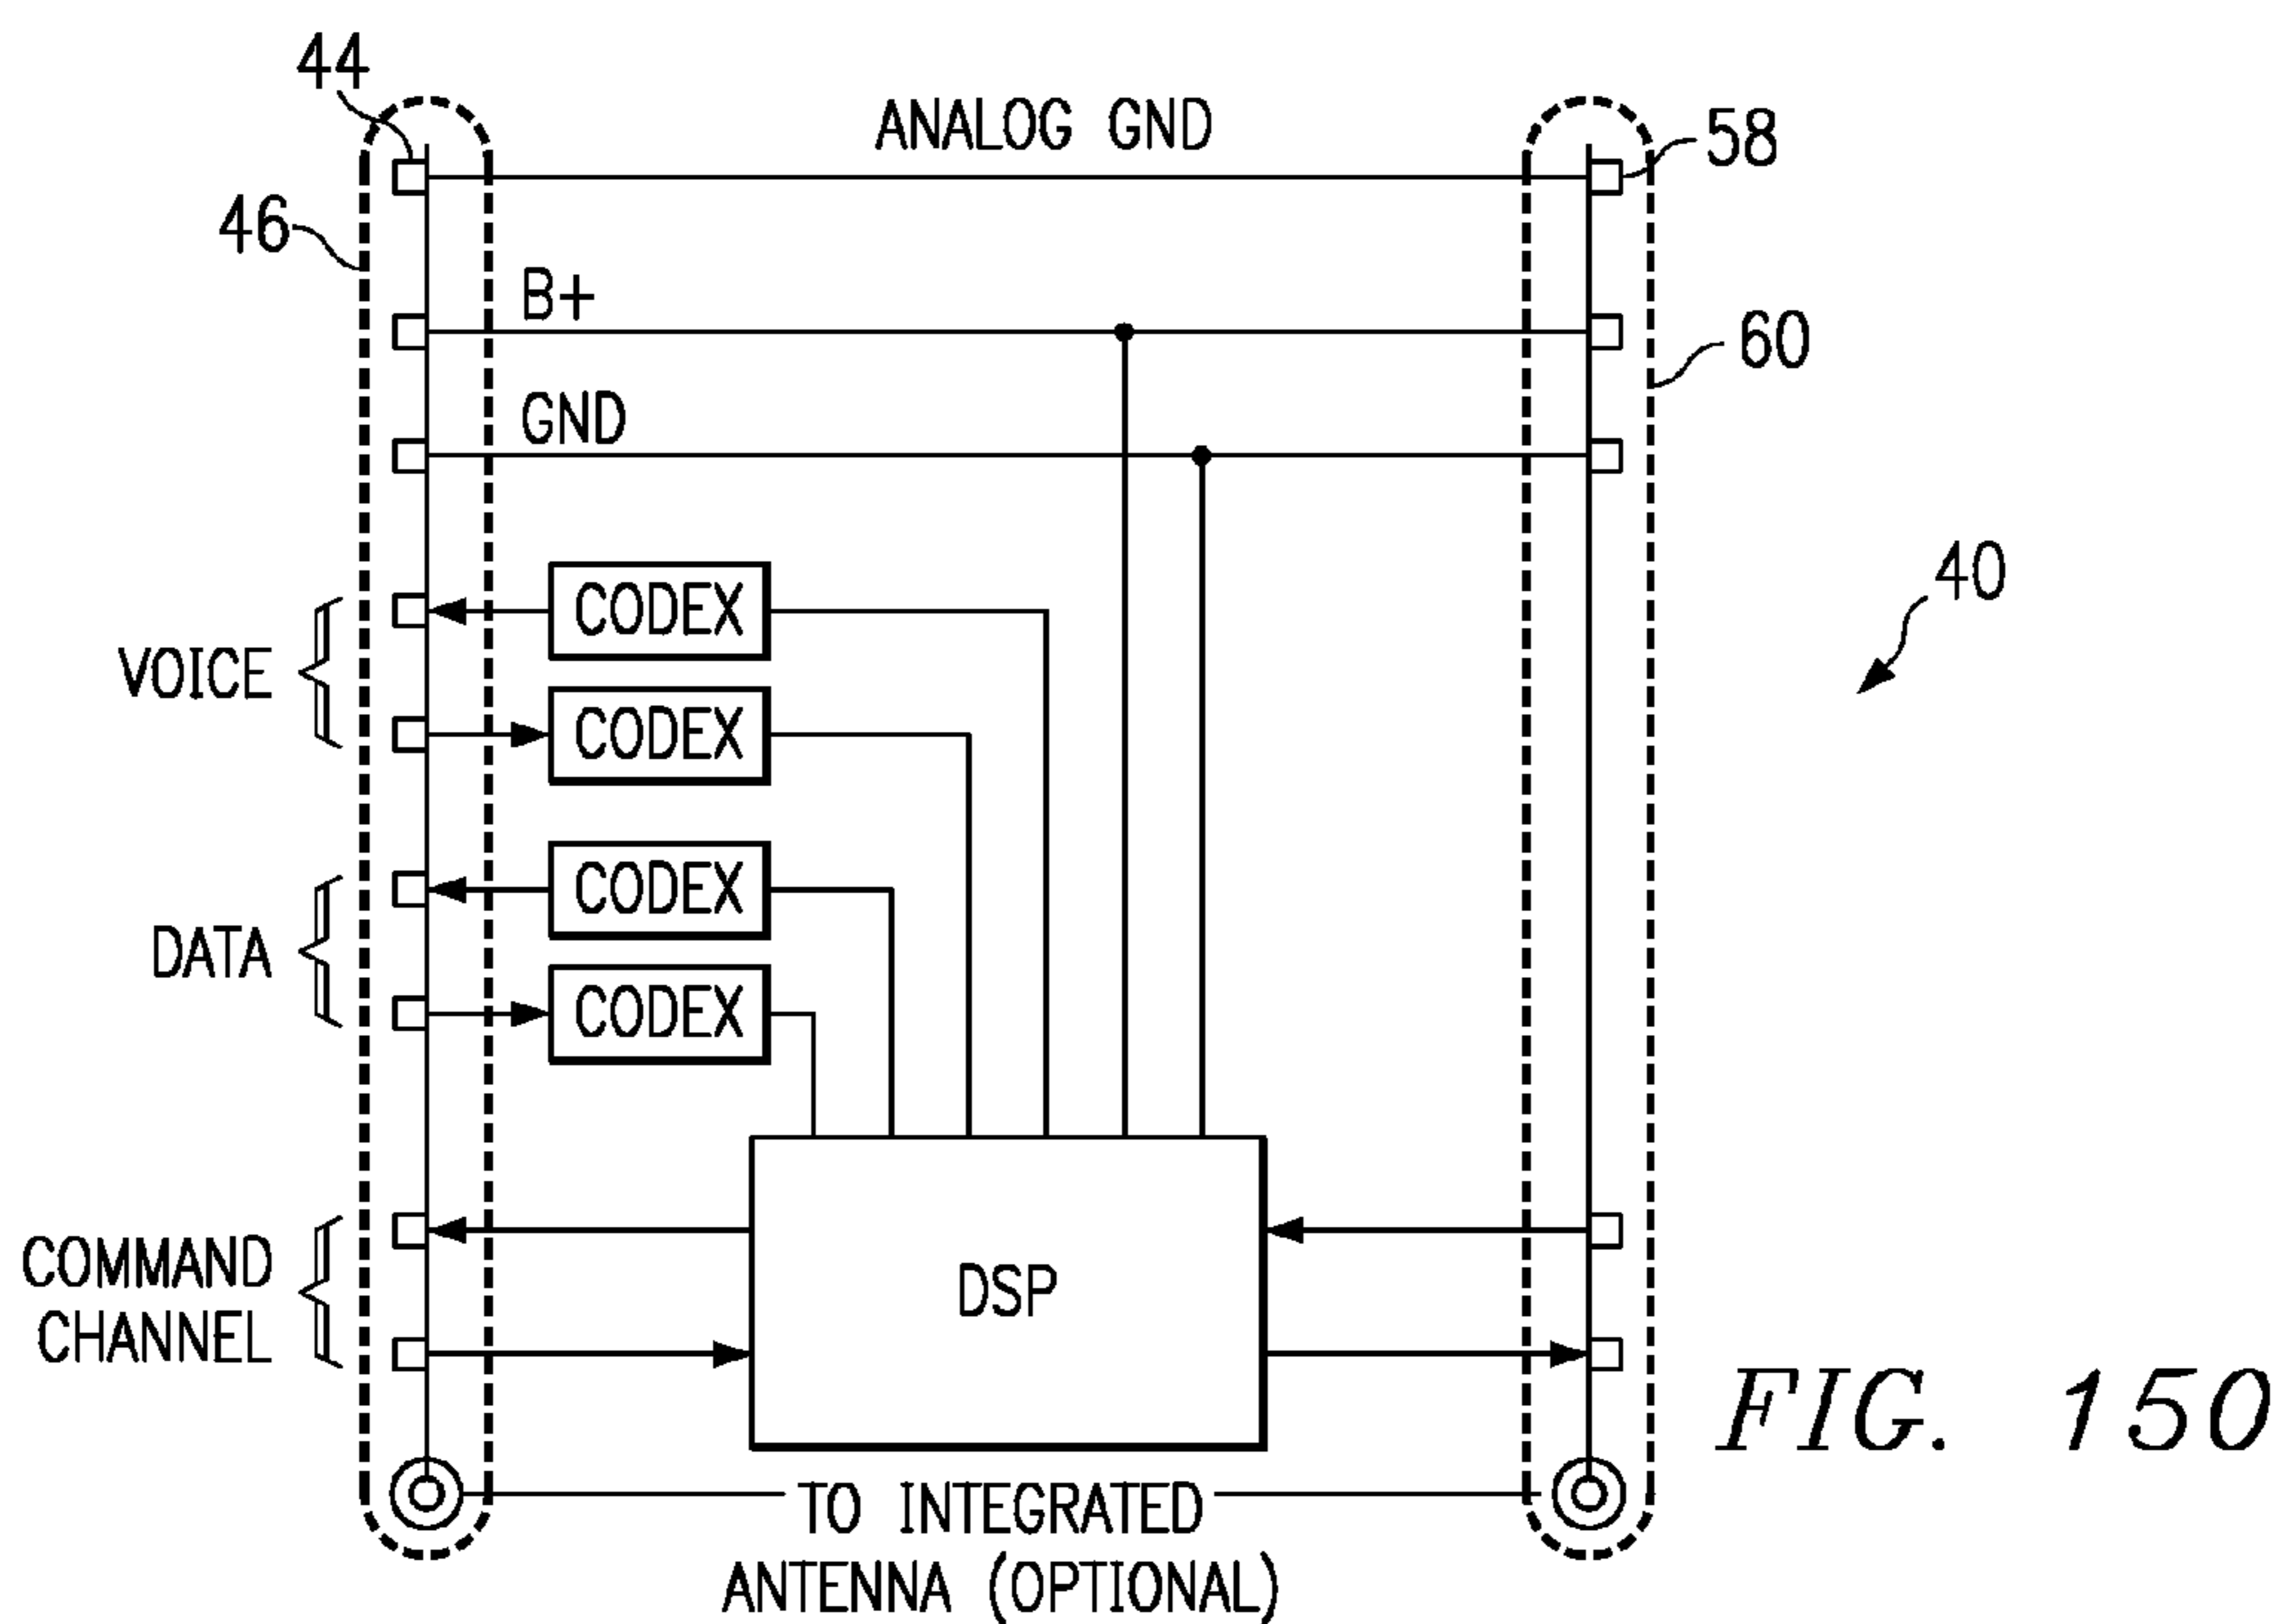 44
ANALOG GND
58
46
B+
60
GND
40
CODEX
VOICE
CODEX
CODEX
DATA
CODEX
COMMAND
CHANNEL
DSP
FIG. 150
TO INTEGRATED
ANTENNA (OPTIONAL)